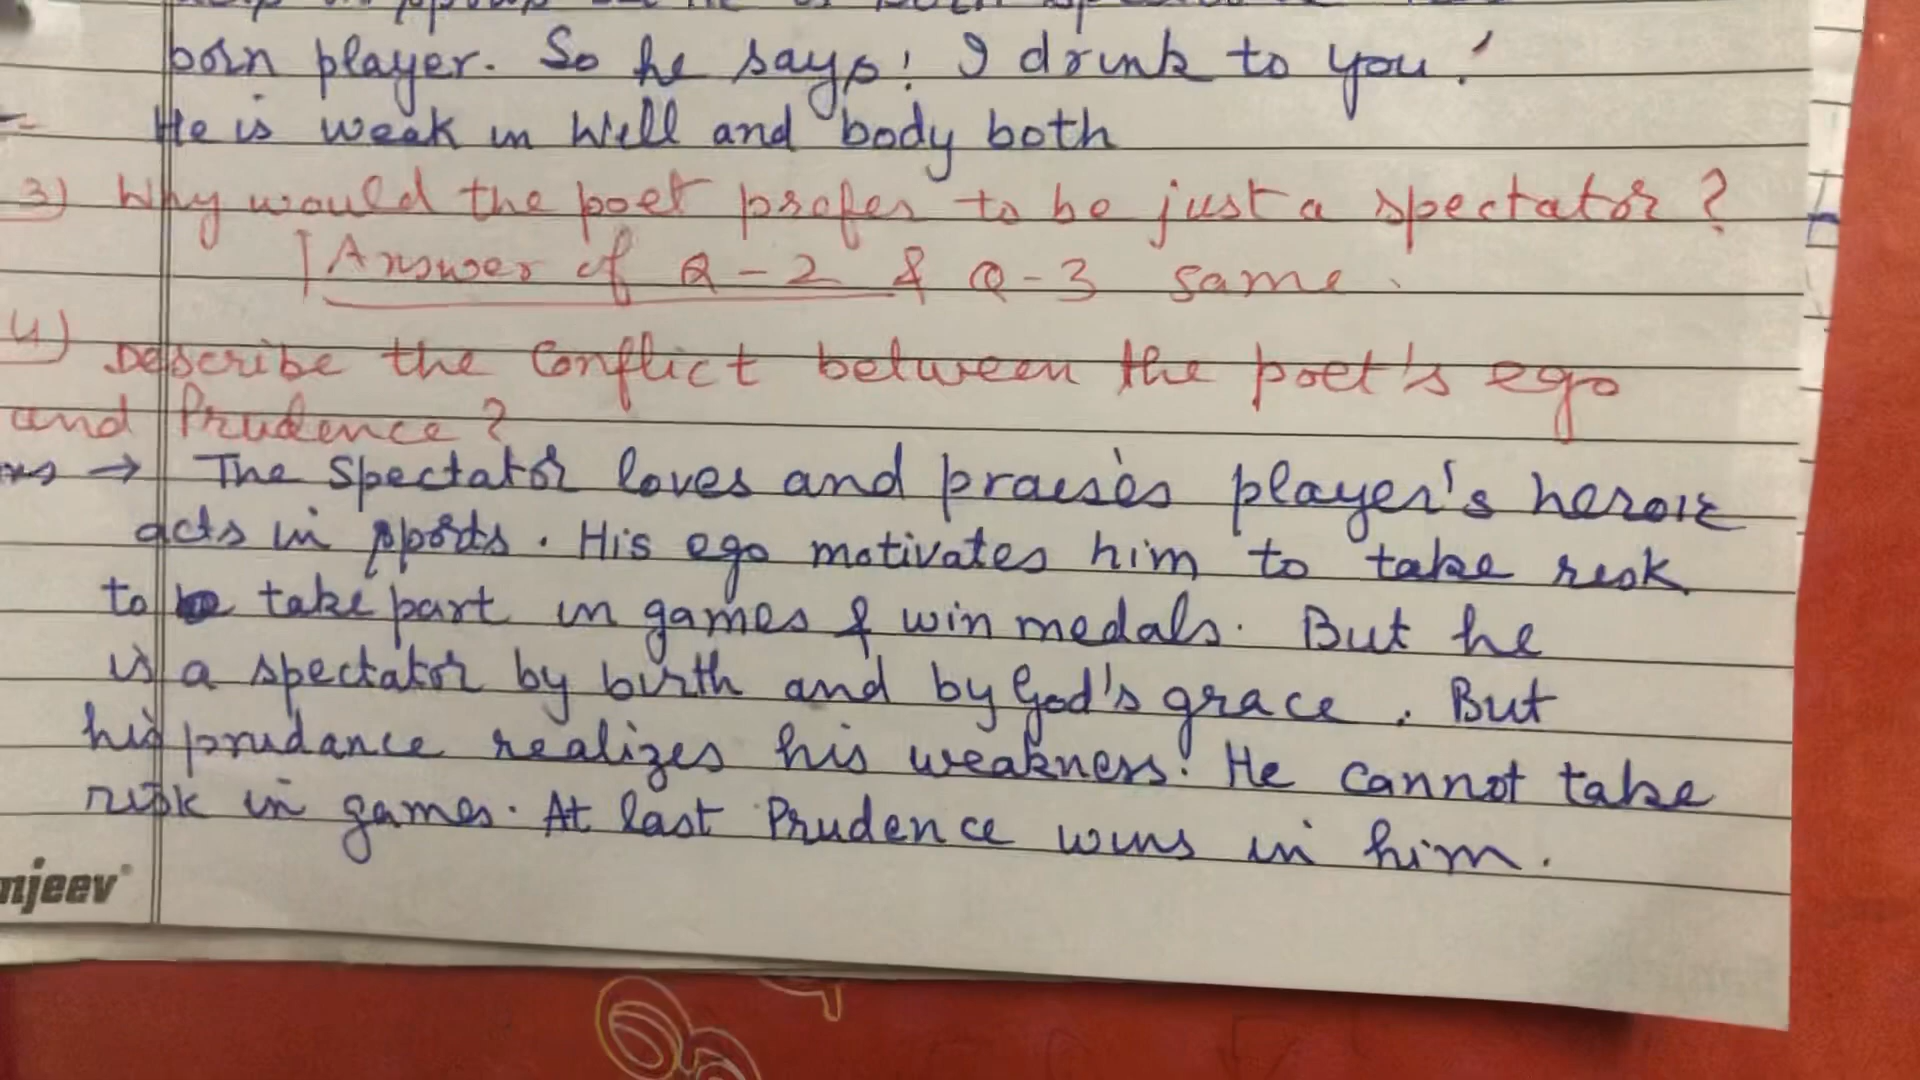 born player. So he says! I drink to you!
He is weak in Will and body both
3) Why would the poet prefer to be just a spectator?
Answer of Q-2 & Q-3 same.
4) Describe the Conflict between the poet's ego
and Prudence?
Ans → The Spectator loves and praises player's heroic
acts in sports. His ego motivates him to take risk
to take part in games & win medals. But he
is a spectator by birth and by God's grace. But
his prudance realizes his weakness. He cannot take
risk in games. At last Prudence wins in him.
njeev